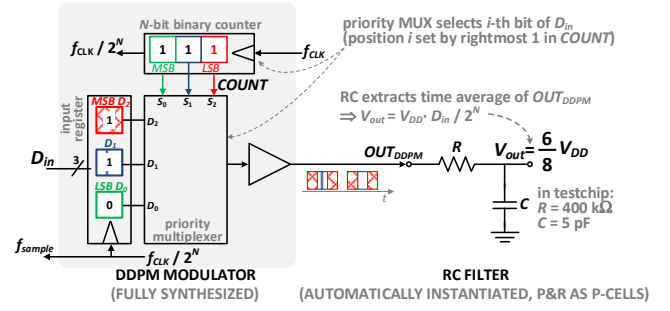 N-bit binary counter
priority MUX selects i-th bit of Din
(position i set by rightmost 1 in COUNT)
fCLK / 2^N
1 1 1
fCLK
MSB LSB
COUNT
input register
MSB D2
S0 S1 S2
1
D2
RC extracts time average of OUTDDPM
⇒ Vout = VDD· Din / 2^N
Din
3
D1
1
D1
OUTDDPM
R
Vout = 6/8 VDD
LSB D0
0
D0
priority multiplexer
t
C
in testchip:
R = 400 kΩ
C = 5 pF
fsample
fCLK / 2^N
DDPM MODULATOR
RC FILTER
(FULLY SYNTHESIZED)
(AUTOMATICALLY INSTANTIATED, P&R AS P-CELLS)